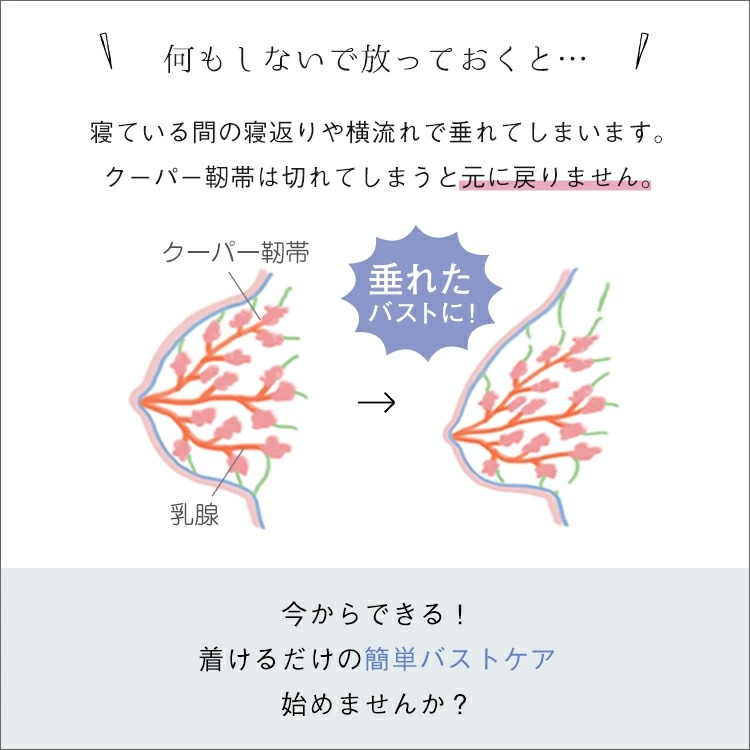 何もしないで放っておくと…
寝ている間の寝返りや横流れで垂れてしまいます。
クーパー靭帯は切れてしまうと元に戻りません。
クーパー靭帯
垂れた
バストに!
乳腺
今からできる！
着けるだけの簡単バストケア
始めませんか？